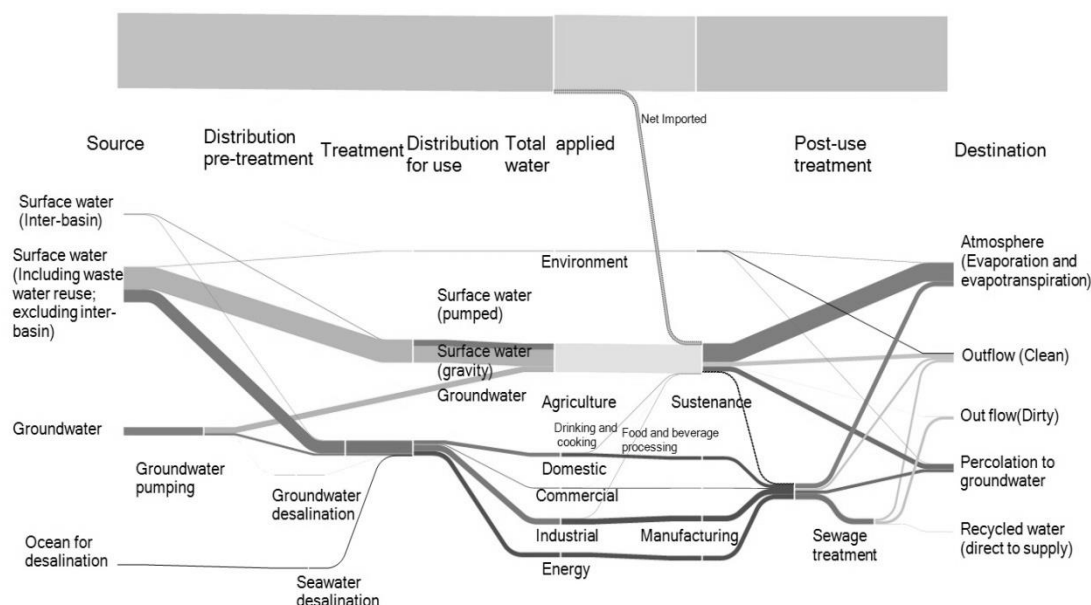 Net Imported
Source
Distribution
pre-treatment
Treatment
Distribution
for use
Total applied
water
Post-use
treatment
Destination
Surface water
(Inter-basin)
Surface water
(Including waste
water reuse;
excluding inter-
basin)
Groundwater
Groundwater
pumping
Ocean for
desalination
Groundwater
desalination
Seawater
desalination
Environment
Surface water
(pumped)
Surface water
(gravity)
Groundwater
Agriculture
Sustenance
Drinking and
cooking
Food and beverage
processing
Domestic
Commercial
Industrial
Manufacturing
Energy
Sewage
treatment
Atmosphere
(Evaporation and
evapotranspiration)
Outflow (Clean)
Out flow(Dirty)
Percolation to
groundwater
Recycled water
(direct to supply)